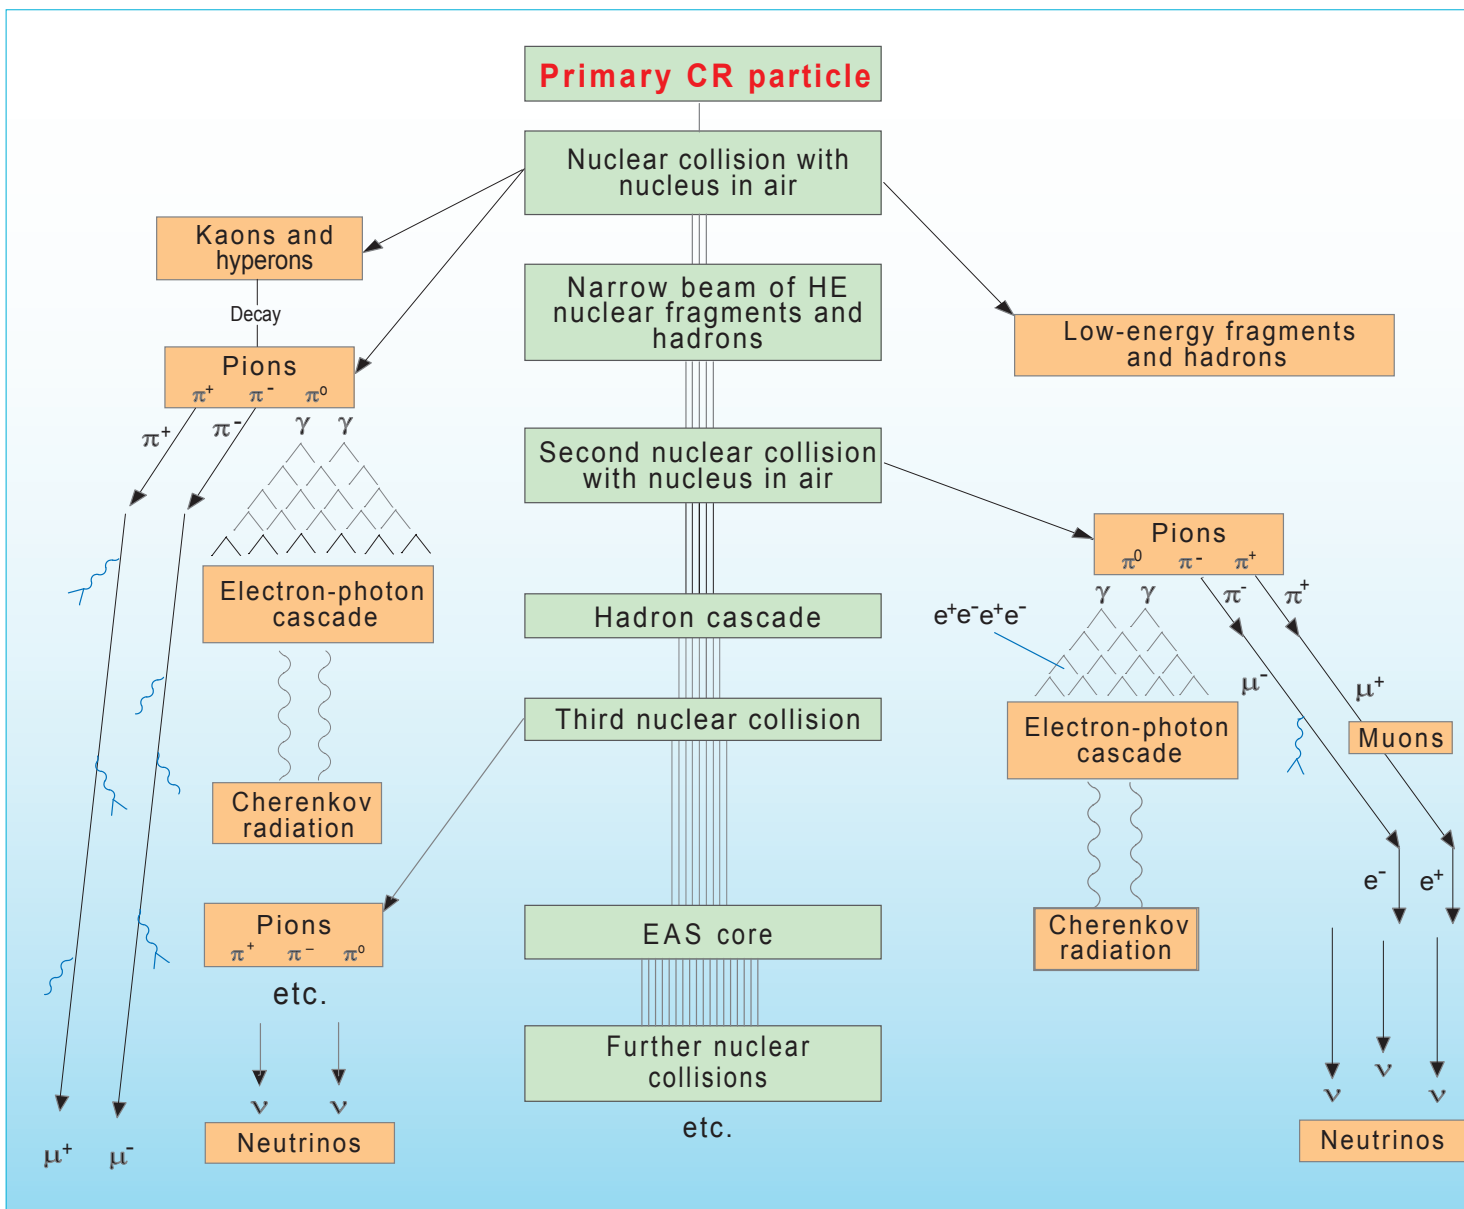 Primary CR particle
Nuclear collision with
nucleus in air
Kaons and
hyperons
Decay
Pions
π⁺ π⁻ π⁰
π⁺ π⁻ γ γ
Electron-photon
cascade
Cherenkov
radiation
Narrow beam of HE
nuclear fragments and
hadrons
Low-energy fragments
and hadrons
Second nuclear collision
with nucleus in air
Pions
π⁰ π⁻ π⁺
γ γ π⁻ π⁺
e⁺e⁻e⁺e⁻
μ⁻ μ⁺
Electron-photon
cascade
Muons
Hadron cascade
Third nuclear collision
Cherenkov
radiation
e⁻ e⁺
Pions
π⁺ π⁻ π⁰
etc.
ν ν
Neutrinos
μ⁺ μ⁻
EAS core
Further nuclear
collisions
etc.
ν ν ν
Neutrinos